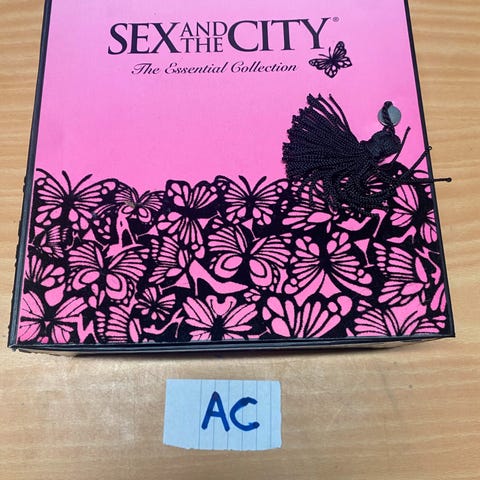 SEX AND THE CITY®
The Essential Collection
AC